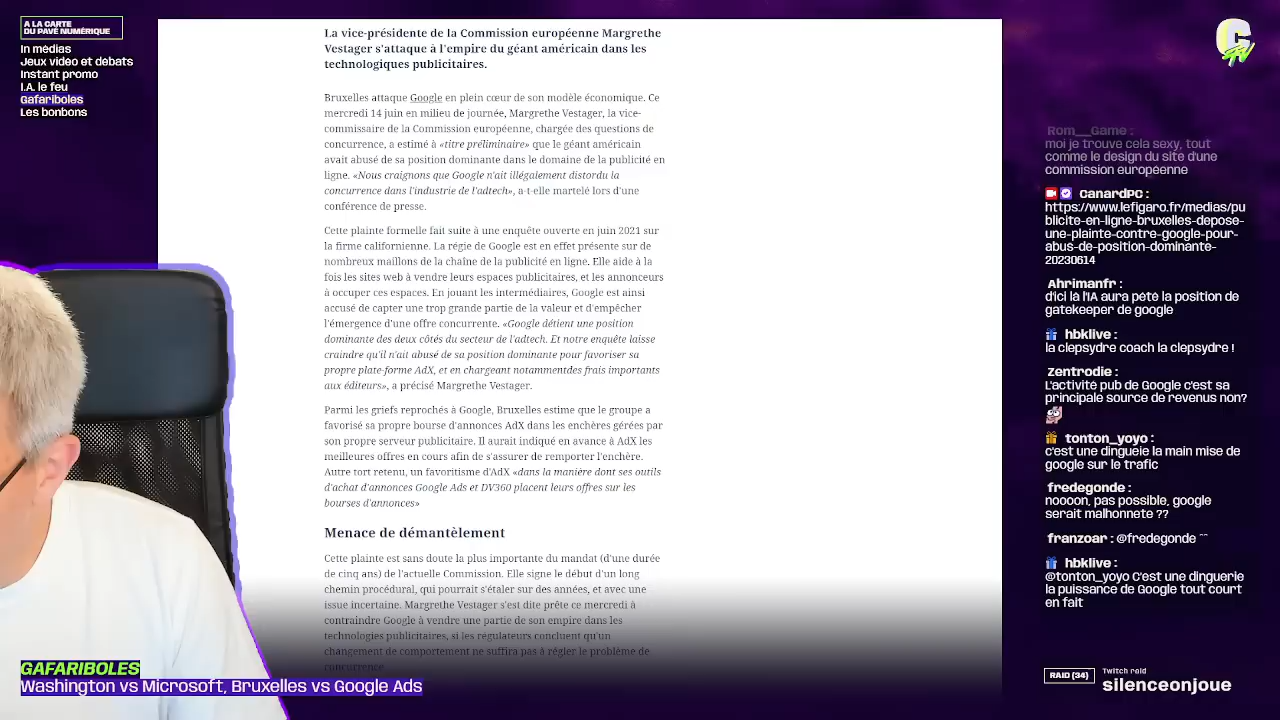 A LA CARTE
DU PAVÉ NUMÉRIQUE
In médias
Jeux vidéo et débats
Instant promo
I.A. le feu
Gafariboles
Les bonbons
La vice-présidente de la Commission européenne Margrethe
Vestager s'attaque à l'empire du géant américain dans les
technologiques publicitaires.
Bruxelles attaque Google en plein cœur de son modèle économique. Ce
mercredi 14 juin en milieu de journée, Margrethe Vestager, la vice-
commissaire de la Commission européenne, chargée des questions de
concurrence, a estimé à «titre préliminaire» que le géant américain
avait abusé de sa position dominante dans le domaine de la publicité en
ligne. «Nous craignons que Google n'ait illégalement distordu la
concurrence dans l'industrie de l'adtech», a-t-elle martelé lors d'une
conférence de presse.
Cette plainte formelle fait suite à une enquête ouverte en juin 2021 sur
la firme californienne. La régie de Google est en effet présente sur de
nombreux maillons de la chaîne de la publicité en ligne. Elle aide à la
fois les sites web à vendre leurs espaces publicitaires, et les annonceurs
à occuper ces espaces. En jouant les intermédiaires, Google est ainsi
accusé de capter une trop grande partie de la valeur et d'empêcher
l'émergence d'une offre concurrente. «Google détient une position
dominante des deux côtés du secteur de l'adtech. Et notre enquête laisse
craindre qu'il n'ait abusé de sa position dominante pour favoriser sa
propre plate-forme AdX, et en chargeant notammentdes frais importants
aux éditeurs», a précisé Margrethe Vestager.
Parmi les griefs reprochés à Google, Bruxelles estime que le groupe a
favorisé sa propre bourse d'annonces AdX dans les enchères gérées par
son propre serveur publicitaire. Il aurait indiqué en avance à AdX les
meilleures offres en cours afin de s'assurer de remporter l'enchère.
Autre tort retenu, un favoritisme d'AdX «dans la manière dont ses outils
d'achat d'annonces Google Ads et DV360 placent leurs offres sur les
bourses d'annonces»
Menace de démantèlement
Cette plainte est sans doute la plus importante du mandat (d'une durée
de cinq ans) de l'actuelle Commission. Elle signe le début d'un long
chemin procédural, qui pourrait s'étaler sur des années, et avec une
issue incertaine. Margrethe Vestager s'est dite prête ce mercredi à
contraindre Google à vendre une partie de son empire dans les
technologies publicitaires, si les régulateurs concluent qu'un
changement de comportement ne suffira pas à régler le problème de
concurrence.
C TV
Rom__Game :
moi je trouve cela sexy, tout
comme le design du site d'une
commission européenne
CanardPC :
https://www.lefigaro.fr/medias/pu
blicite-en-ligne-bruxelles-depose-
une-plainte-contre-google-pour-
abus-de-position-dominante-
20230614
Ahrimanfr :
d'ici là l'IA aura pété la position de
gatekeeper de google
hbklive :
la clepsydre coach la clepsydre !
Zentrodie :
L'activité pub de Google c'est sa
principale source de revenus non?
tonton_yoyo :
c'est une dingueie la main mise de
google sur le trafic
fredegonde :
noooon, pas possible, google
serait malhonnete ??
franzoar : @fredegonde ^^
hbklive :
@tonton_yoyo C'est une dinguerie
la puissance de Google tout court
en fait
RAID (34)
Twitch raid
silenceonjoue
GAFARIBOLES
Washington vs Microsoft, Bruxelles vs Google Ads